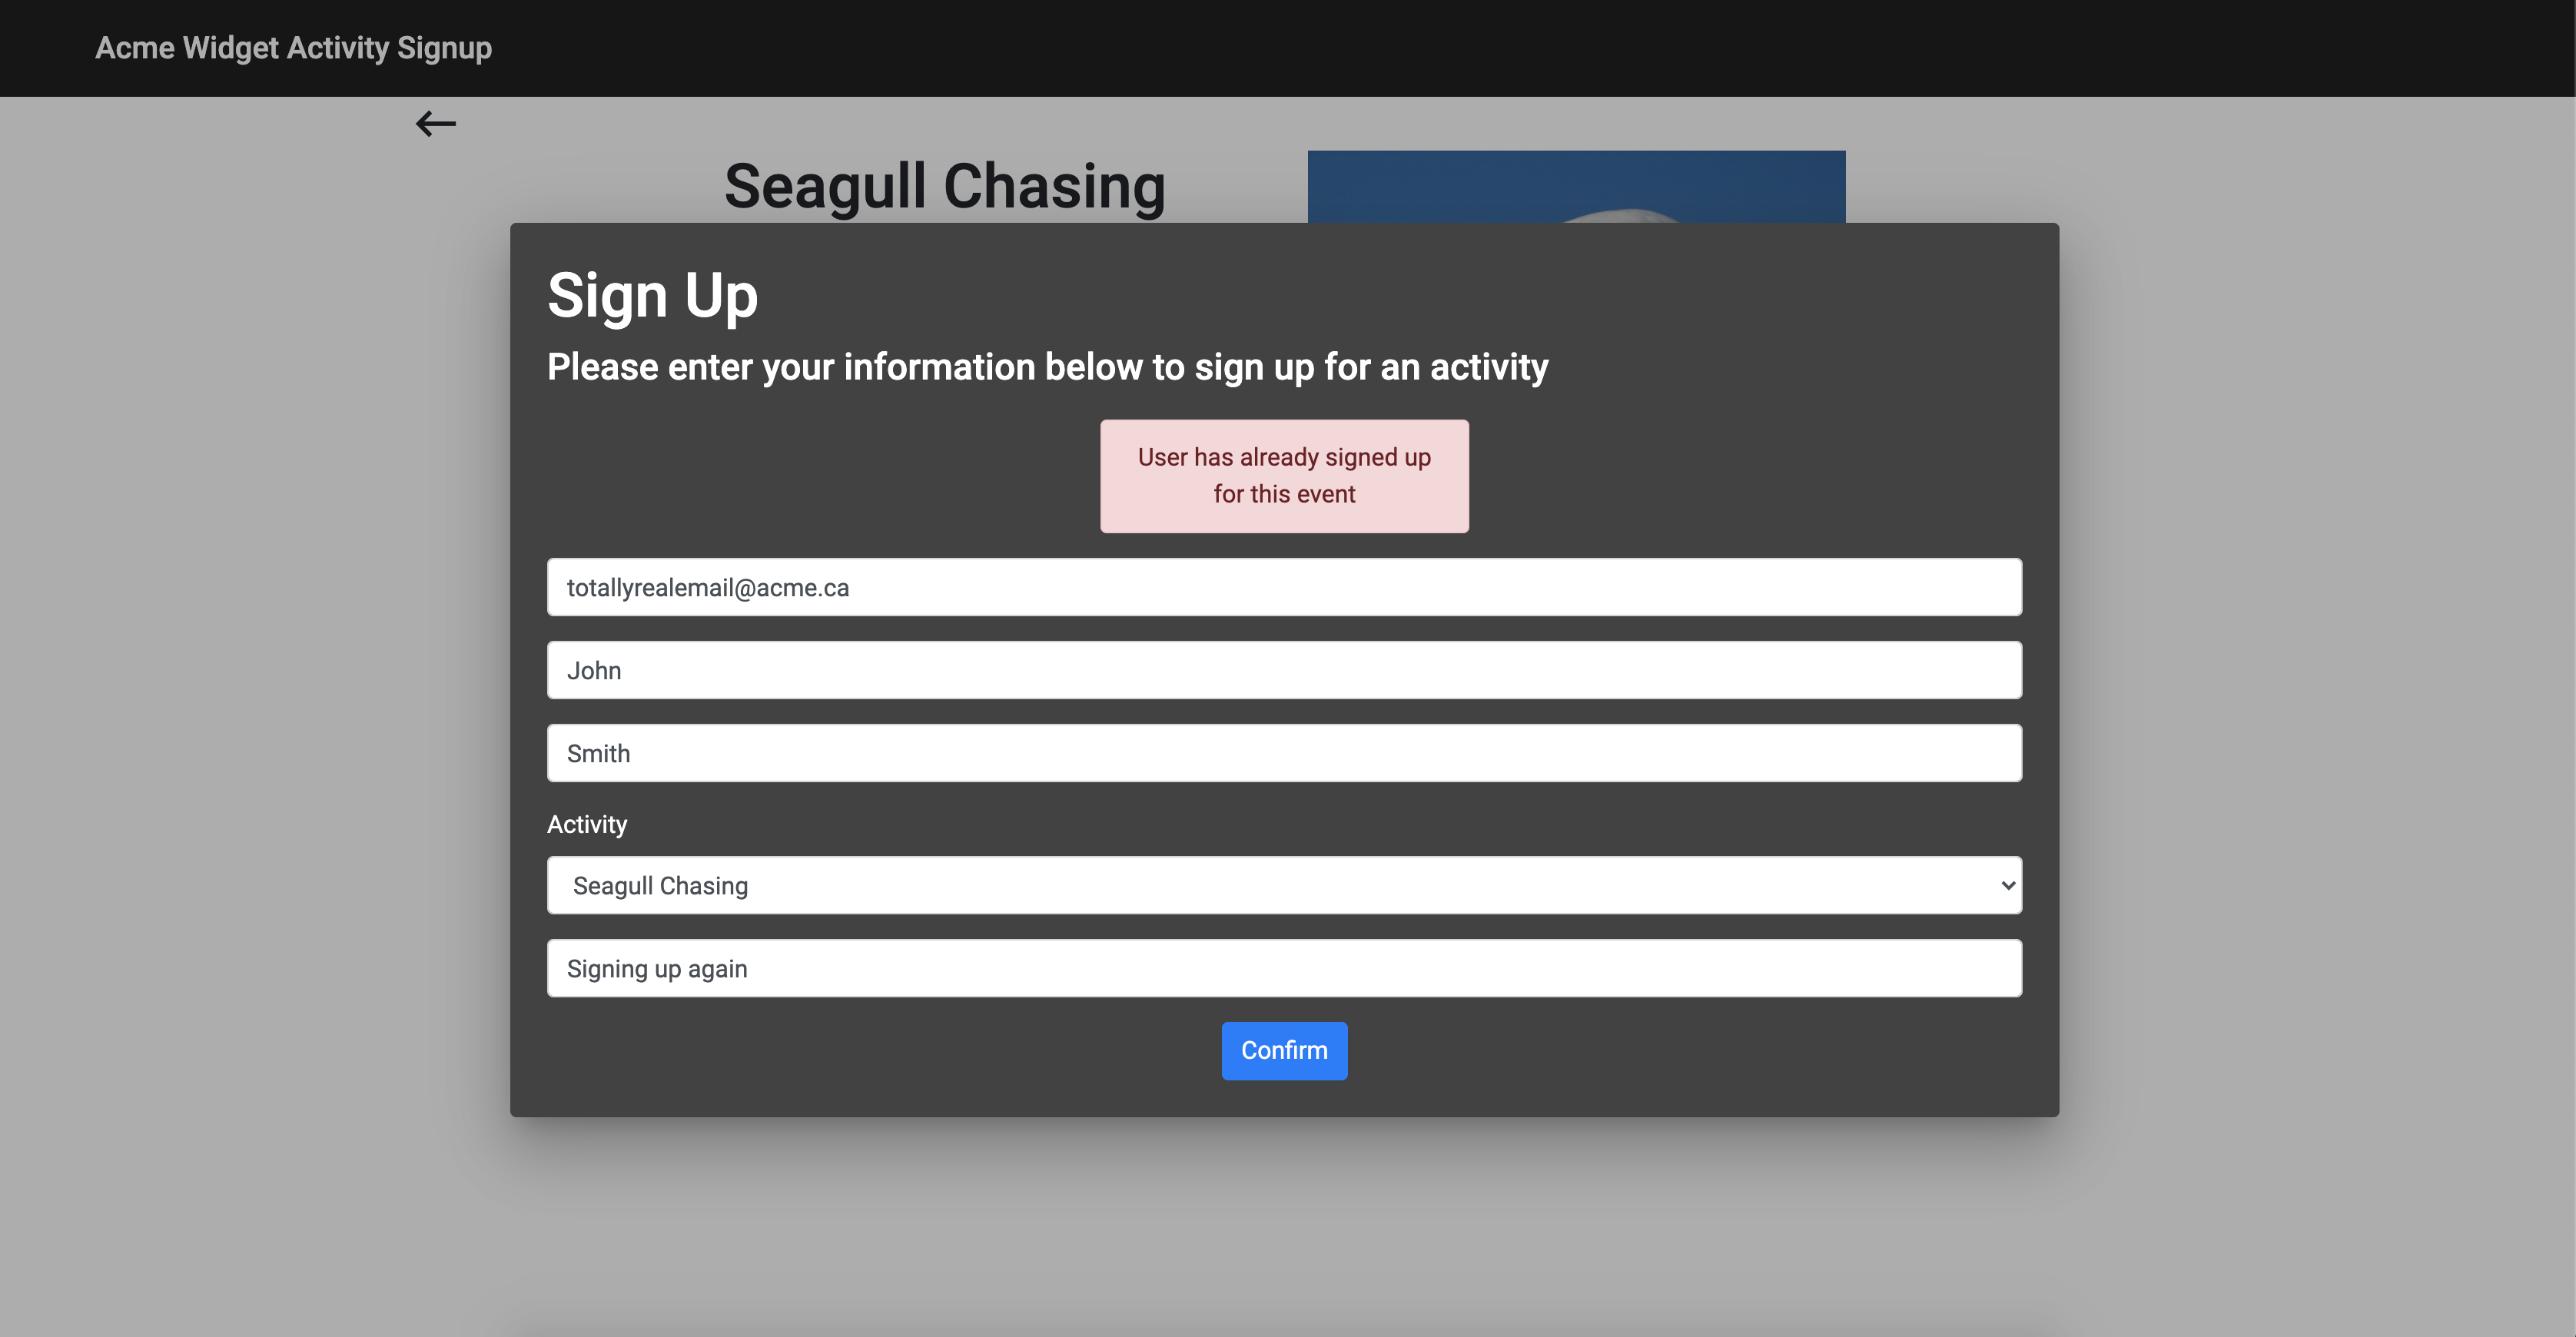 Acme Widget Activity Signup
Seagull Chasing
Sign Up
Please enter your information below to sign up for an activity
User has already signed up
for this event
totallyrealemail@acme.ca
John
Smith
Activity
Seagull Chasing
Signing up again
Confirm